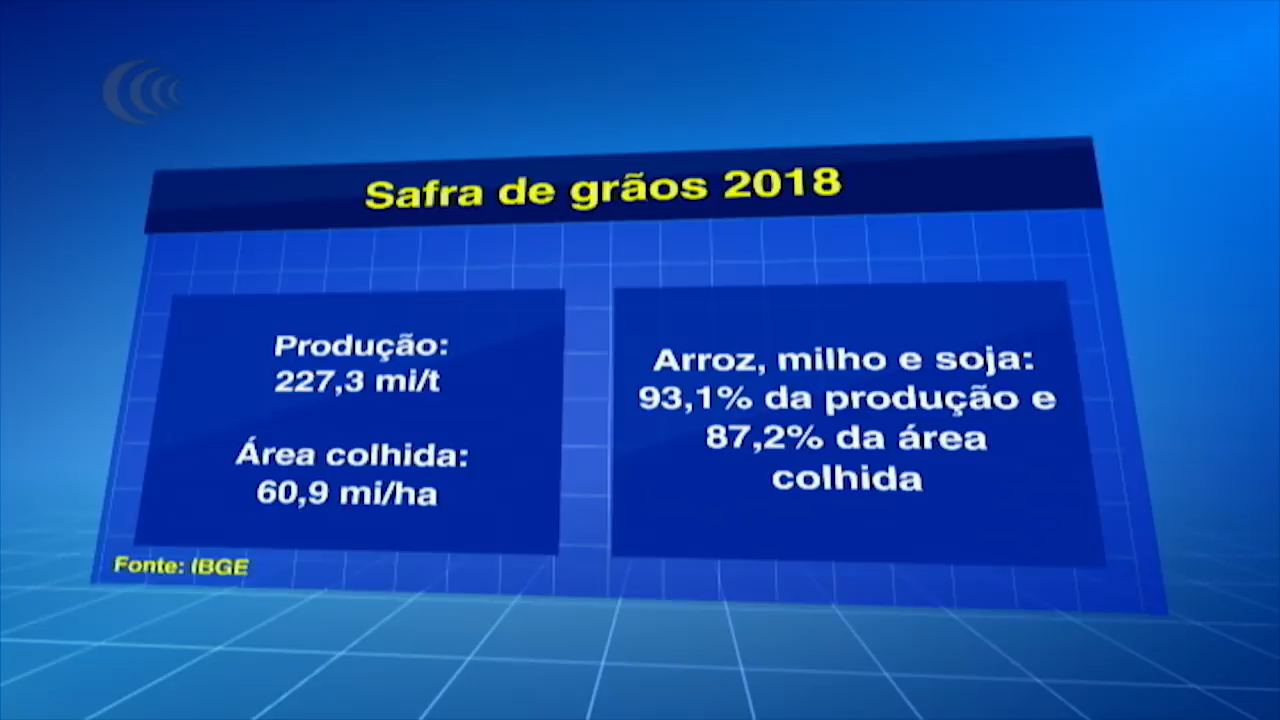 Safra de grãos 2018
Produção:
227,3 mi/t
Área colhida:
60,9 mi/ha
Arroz, milho e soja:
93,1% da produção e
87,2% da área
colhida
Fonte: IBGE